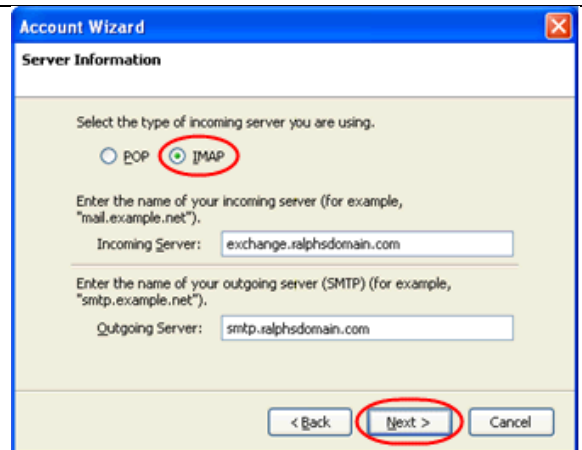 Account Wizard
Server Information
Select the type of incoming server you are using.
POP IMAP
Enter the name of your incoming server (for example,
"mail.example.net").
Incoming Server: exchange.ralphsdomain.com
Enter the name of your outgoing server (SMTP) (for example,
"smtp.example.net").
Outgoing Server: smtp.ralphsdomain.com
< Back Next > Cancel